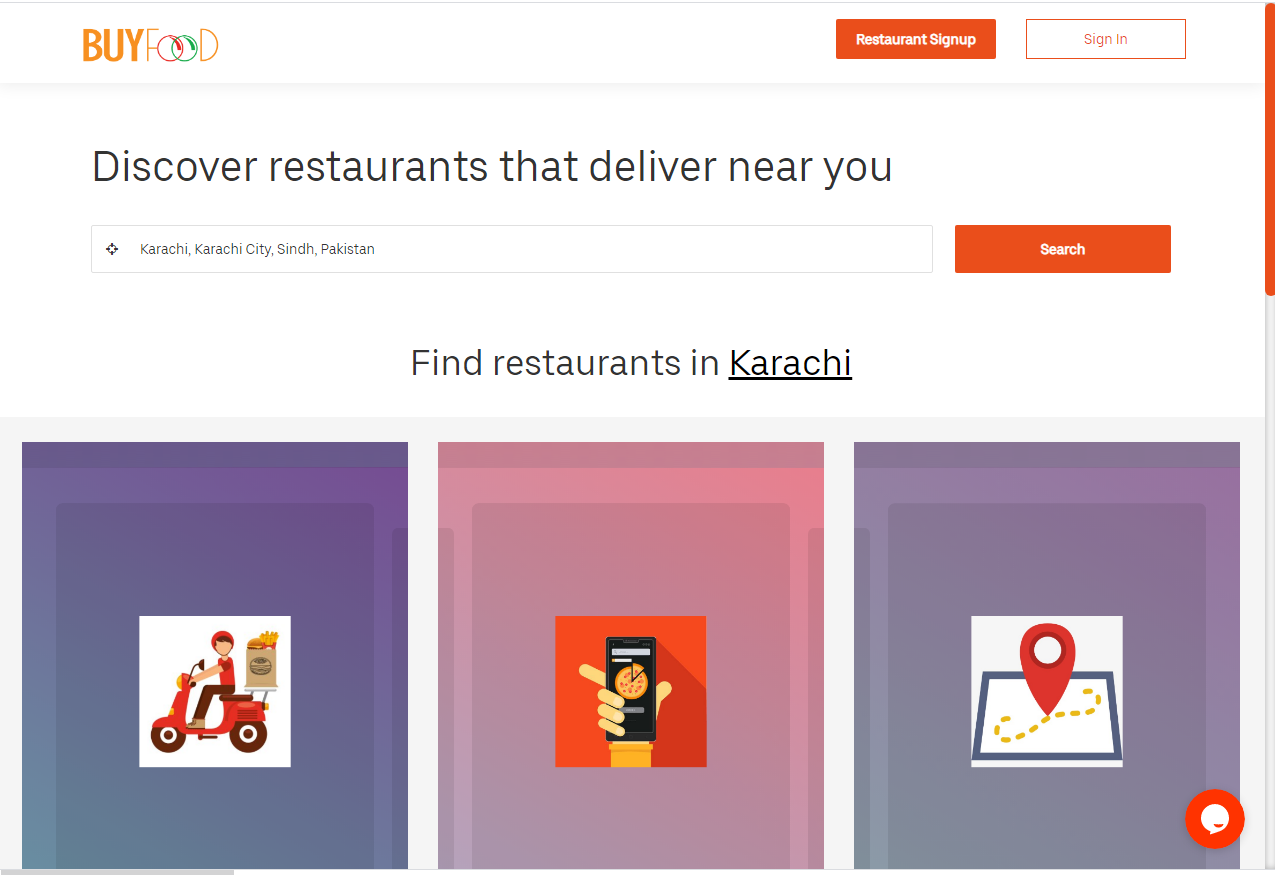 BUYFOOD
Restaurant Signup
Sign In
Discover restaurants that deliver near you
Karachi, Karachi City, Sindh, Pakistan
Search
Find restaurants in Karachi